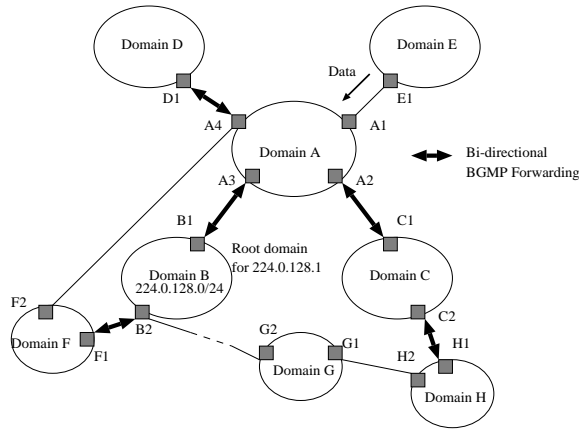 Domain D
Domain E
Data
D1
E1
A4
A1
Domain A
Bi-directional
BGMP Forwarding
A3
A2
B1
C1
Root domain
for 224.0.128.1
Domain B
224.0.128.0/24
Domain C
F2
B2
C2
Domain F
F1
G2
G1
H1
H2
Domain G
Domain H